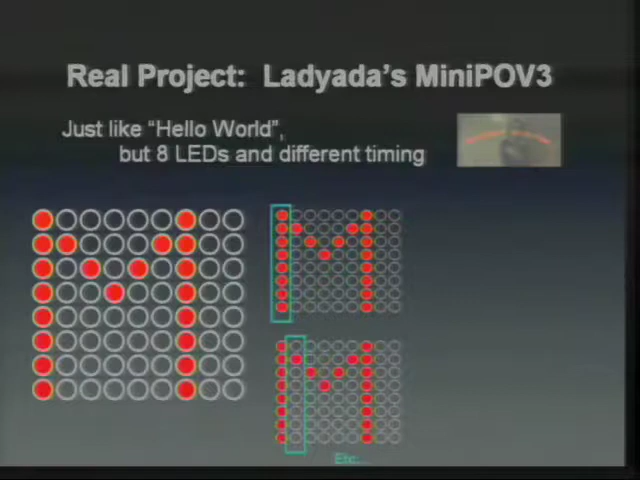 Real Project: Ladyada's MiniPOV3
Just like "Hello World",
but 8 LEDs and different timing
Etc...